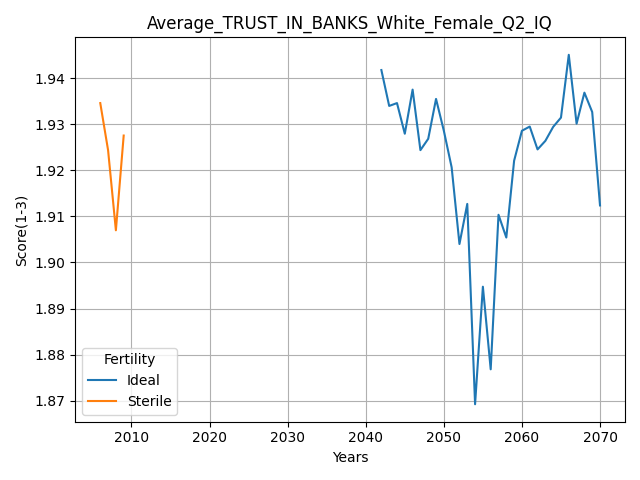 Average_TRUST_IN_BANKS_White_Female_Q2_IQ
Score(1-3)
1.94
1.93
1.92
1.91
1.90
1.89
1.88
1.87
Fertility
Ideal
Sterile
2010 2020 2030 2040 2050 2060 2070
Years